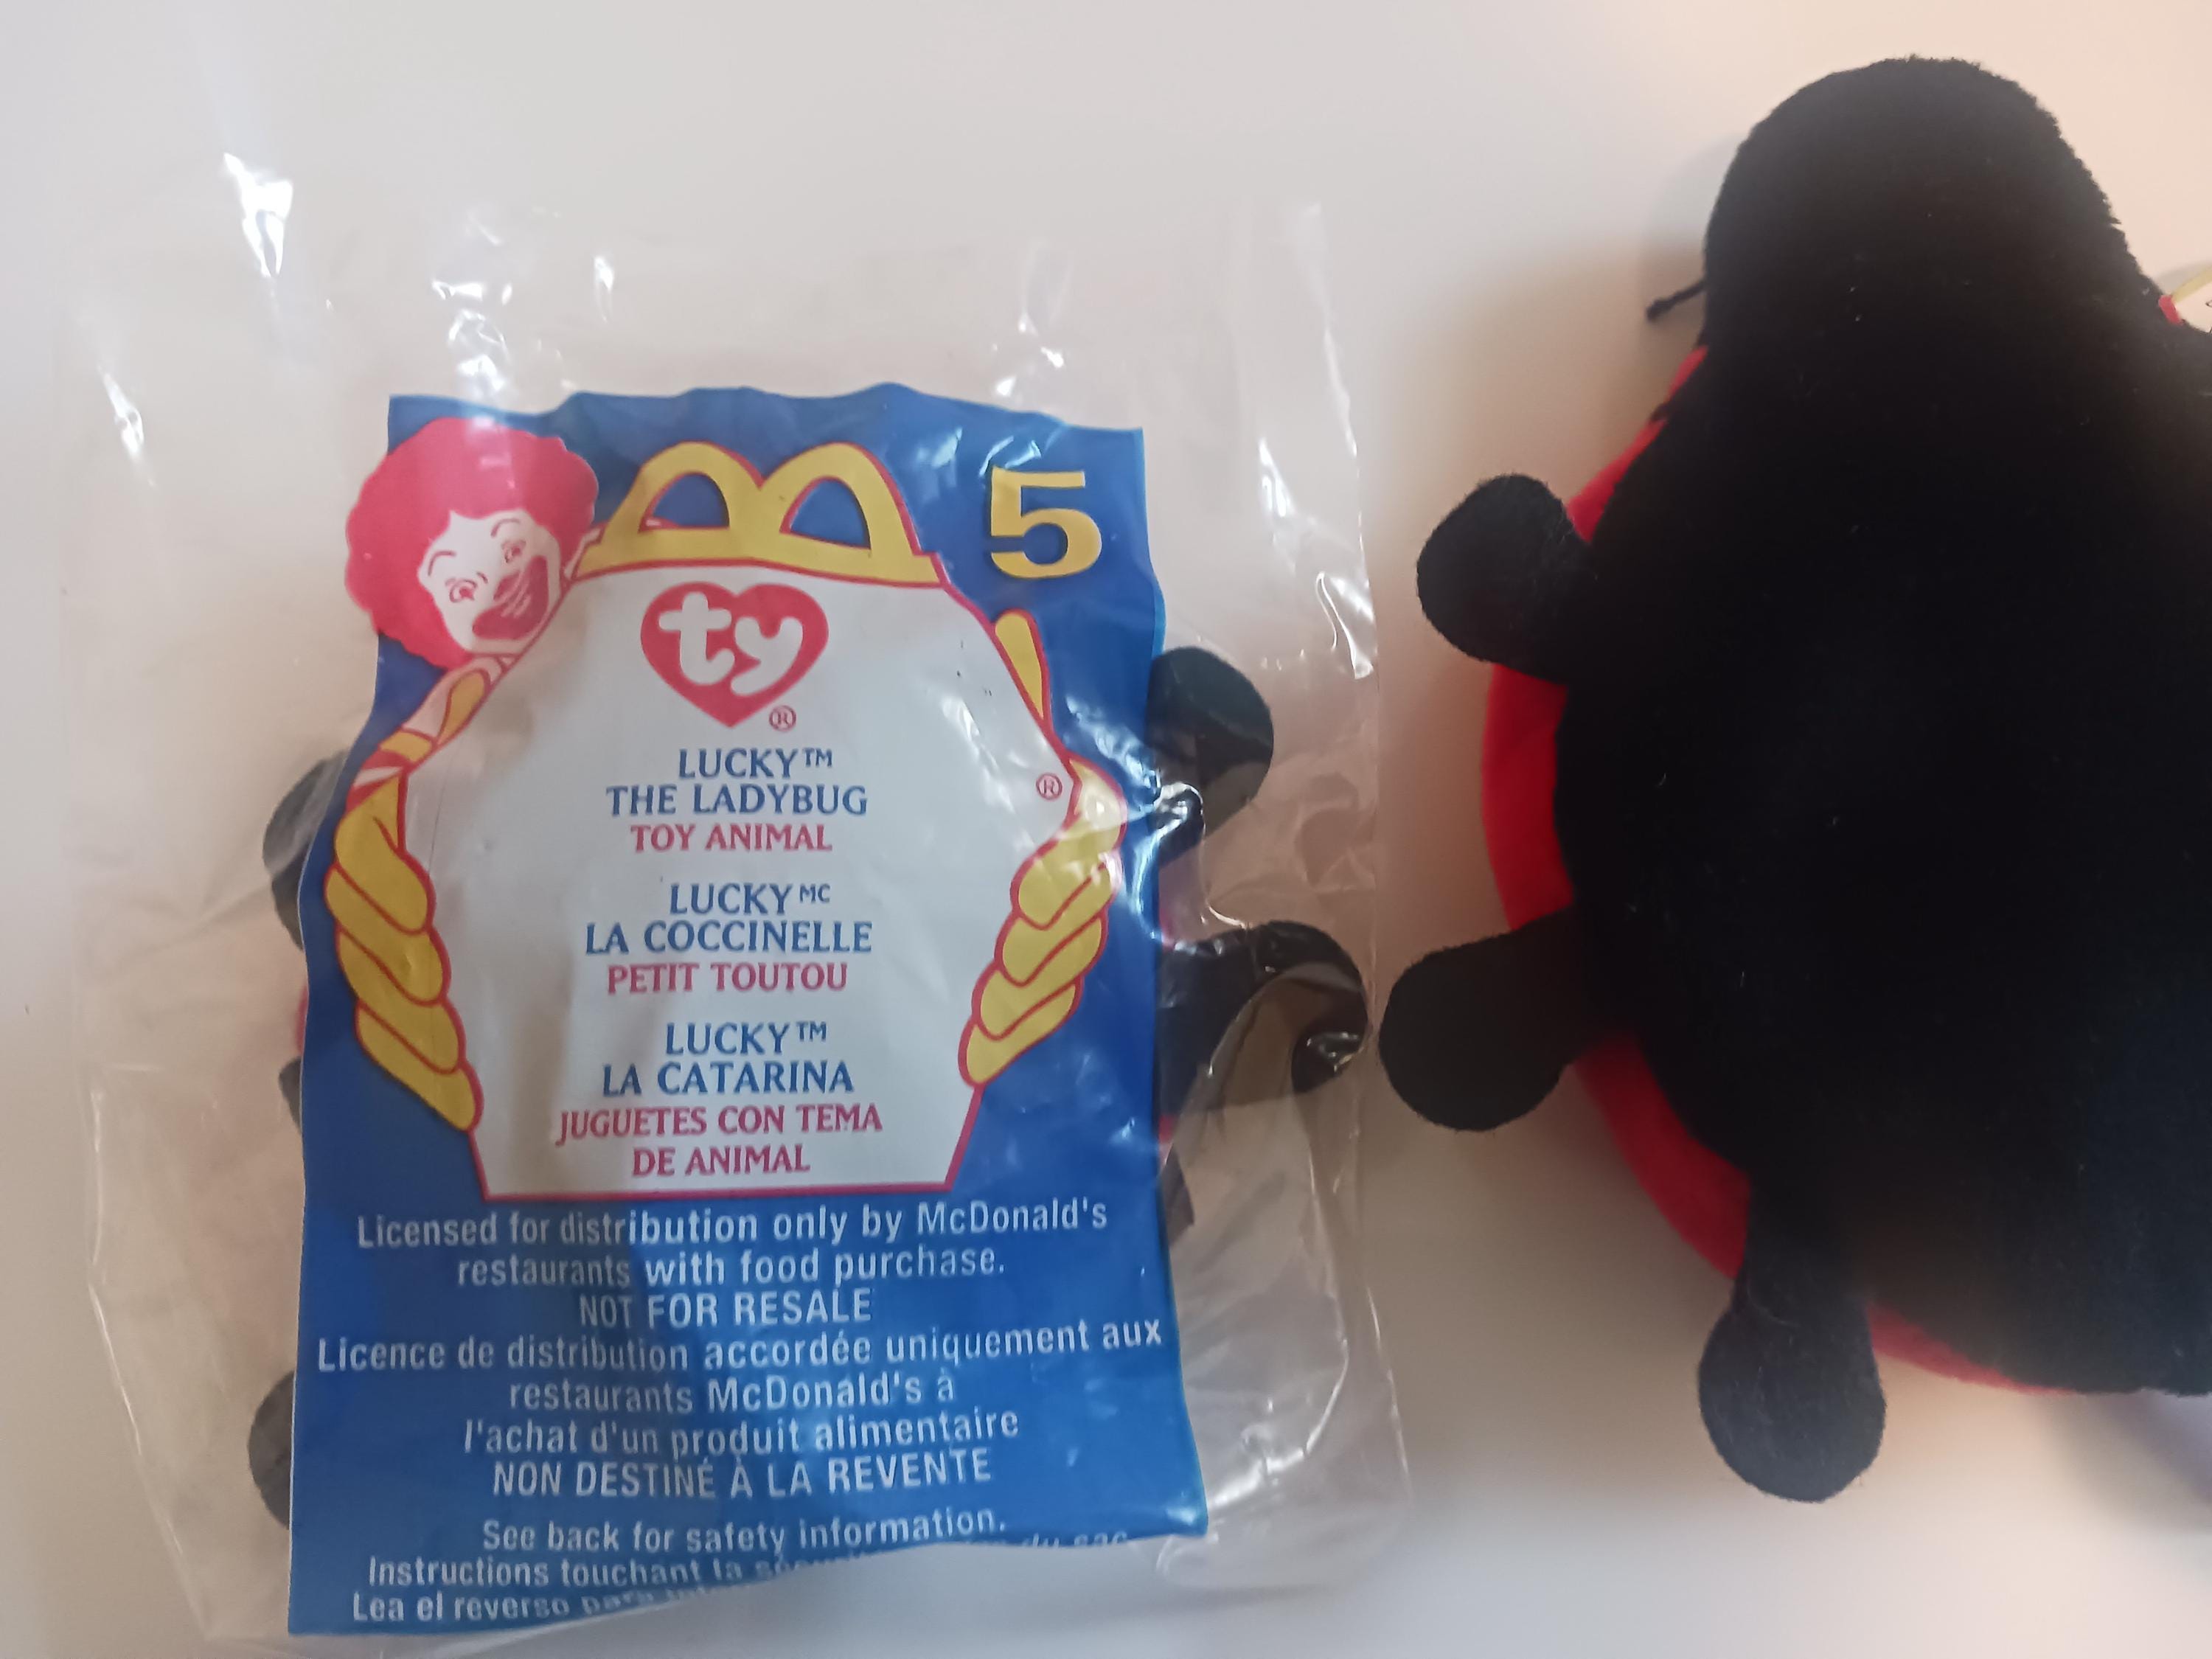 5
ty®
LUCKY™
THE LADYBUG
®
TOY ANIMAL
LUCKY MC
LA COCCINELLE
PETIT TOUTOU
LUCKY™
LA CATARINA
JUGUETES CON TEMA
DE ANIMAL
Licensed for distribution only by McDonald's
restaurants with food purchase.
NOT FOR RESALE
Licence de distribution accordée uniquement aux
restaurants McDonald's à
l'achat d'un produit alimentaire
NON DESTINÉ À LA REVENTE
See back for safety information.
Instructions touchant la du sac
Lea el reverso para